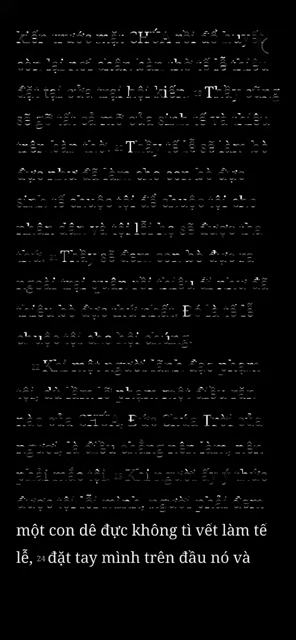 kiến trước mặt CHÚA rồi đổ huyết
còn lại nơi chân bàn thờ tế lễ thiêu
đặt tại cửa trại hội kiến. Thầy cũng
sẽ gỡ tất cả mỡ của sinh tế và thiêu
trên bàn thờ. Thầy tế lễ sẽ làm bò
đực như đã làm cho con bò đực
sinh tế chuộc tội để chuộc tội cho
nhân dân và tội lỗi họ sẽ được tha
thứ. Thầy sẽ đem con bò đực ra
ngoài trại quân rồi thiêu đi như đã
thiêu bò đực thứ nhất. Đó là tế lễ
chuộc tội cho hội chúng.
Khi một người lãnh đạo phạm
tội, dù lầm lỡ phạm một điều răn
nào của CHÚA, Đức Chúa Trời của
ngươi, là điều chẳng nên làm, nên
phải mắc tội. Khi người ấy ý thức
được tội lỗi mình, người phải đem
một con dê đực không tì vết làm tế
lễ, 24 đặt tay mình trên đầu nó và